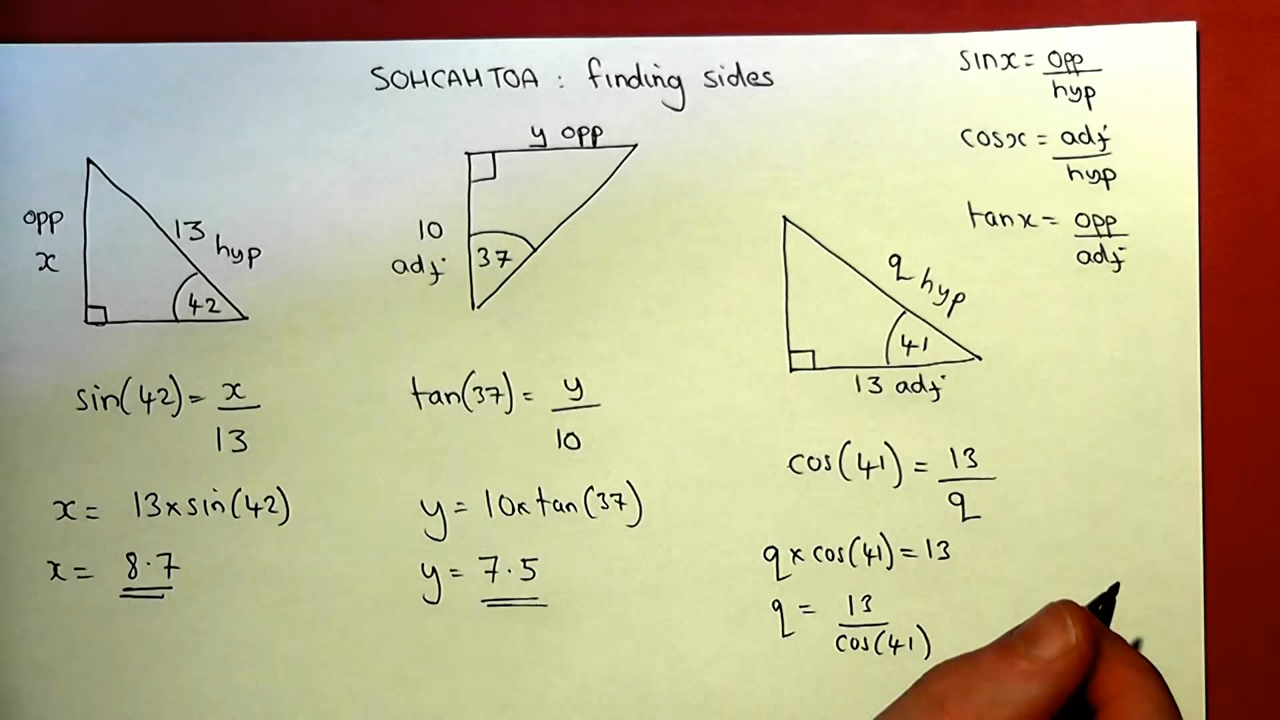 SOHCAHTOA : finding sides
sinx = opp
hyp
cosx = adj
hyp
tanx = opp
adj
opp
x
13
hyp
42
sin(42) = x
13
x = 13 x sin(42)
x = 8.7
y opp
10
adj
37
tan(37) = y
10
y = 10 x tan(37)
y = 7.5
q hyp
41
13 adj
cos(41) = 13
q
q x cos(41) = 13
q = 13
cos(41)